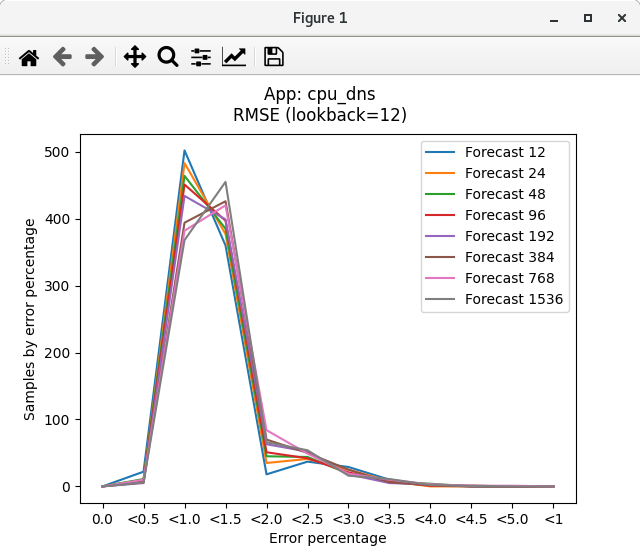 Figure 1
App: cpu_dns
RMSE (lookback=12)
Samples by error percentage
500
400
300
200
100
0
Forecast 12
Forecast 24
Forecast 48
Forecast 96
Forecast 192
Forecast 384
Forecast 768
Forecast 1536
0.0 <0.5 <1.0 <1.5 <2.0 <2.5 <3.0 <3.5 <4.0 <4.5 <5.0 <1
Error percentage